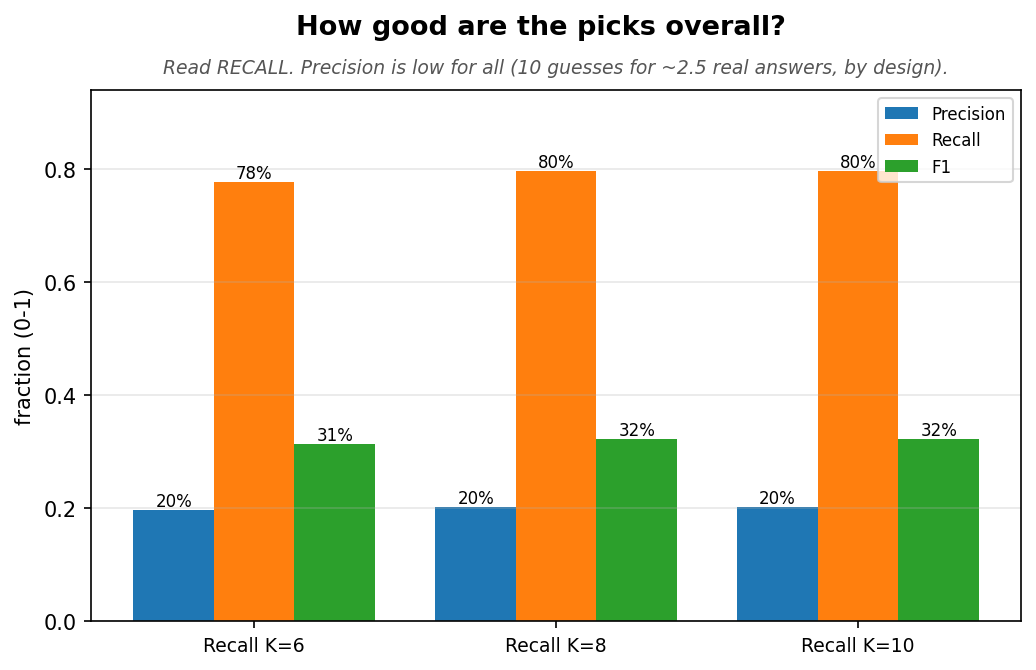 How good are the picks overall?
Read RECALL. Precision is low for all (10 guesses for ~2.5 real answers, by design).
Precision
Recall
F1
fraction (0-1)
0.8
0.6
0.4
0.2
0.0
20%
78%
31%
20%
80%
32%
20%
80%
32%
Recall K=6
Recall K=8
Recall K=10